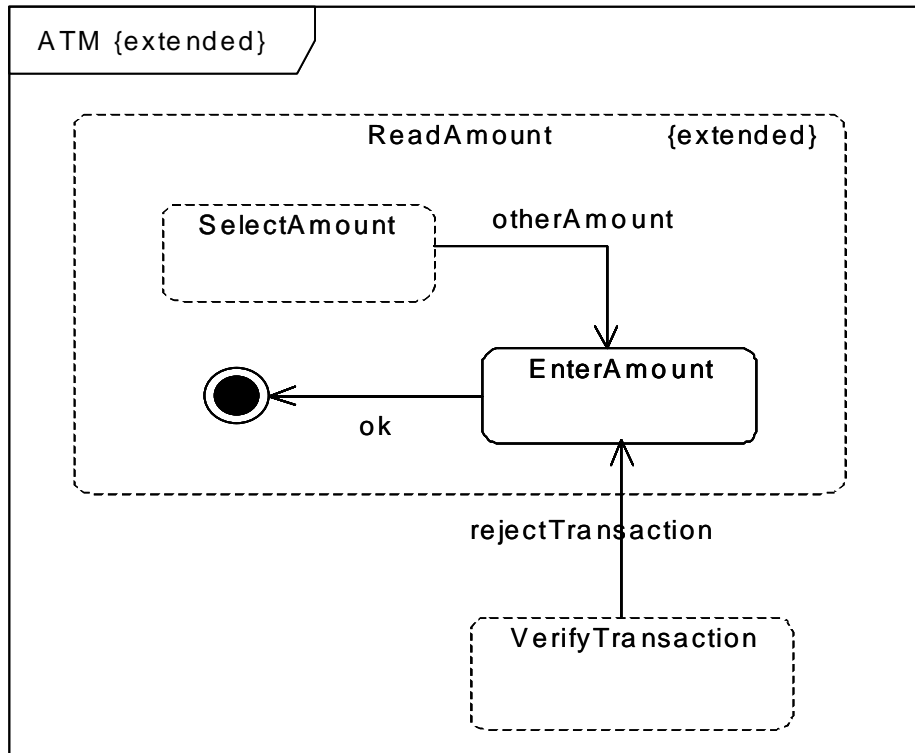 ATM {extended}
ReadAmount {extended}
SelectAmount
otherAmount
EnterAmount
ok
rejectTransaction
VerifyTransaction